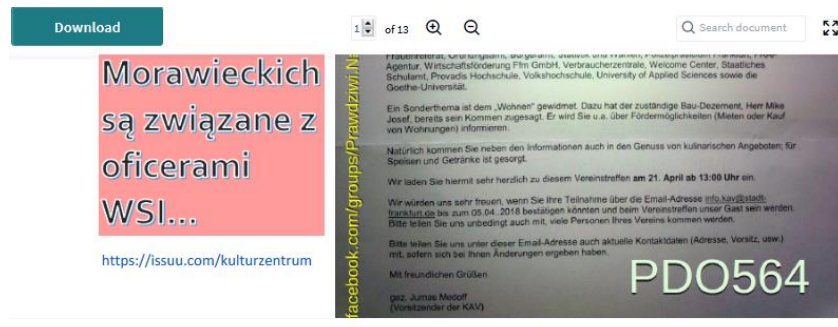 Download
1 of 13
Search document
Morawieckich
są związane z
oficerami
WSI...
https://issuu.com/kulturzentrum
facebook.com/groups/Prawdziwi.Na
Agentur, Wirtschaftsförderung Ffm GmbH, Verbraucherzentrale, Welcome Center, Staatliches
Schulamt, Provadis Hochschule, Volkshochschule, University of Applied Sciences sowie die
Goethe-Universität.
Ein Sonderthema ist dem „Wohnen" gewidmet. Dazu hat der zuständige Bau-Dezernent, Herr Mike
Josef, bereits sein Kommen zugesagt. Er wird Sie u.a. über Fördermöglichkeiten (Mieten oder Kauf
von Wohnungen) informieren.
Natürlich kommen Sie neben den Informationen auch in den Genuss von kulinarischen Angeboten; für
Speisen und Getränke ist gesorgt.
Wir laden Sie hiermit sehr herzlich zu diesem Vereinstreffen am 21. April ab 13:00 Uhr ein.
Wir würden uns sehr freuen, wenn Sie Ihre Teilnahme über die Email-Adresse info.kav@stadt-
frankfurt.de bis zum 05.04.2018 bestätigen könnten und beim Vereinstreffen unser Gast sein werden.
Bitte teilen Sie uns unbedingt auch mit, viele Personen Ihres Vereins kommen werden.
Bitte teilen Sie uns unter dieser Email-Adresse auch aktuelle Kontaktdaten (Adresse, Vorsitz, usw.)
mit, sofern sich bei Ihnen Änderungen ergeben haben.
Mit freundlichen Grüßen
gez. Jumas Medoff
(Vorsitzender der KAV)
PDO564